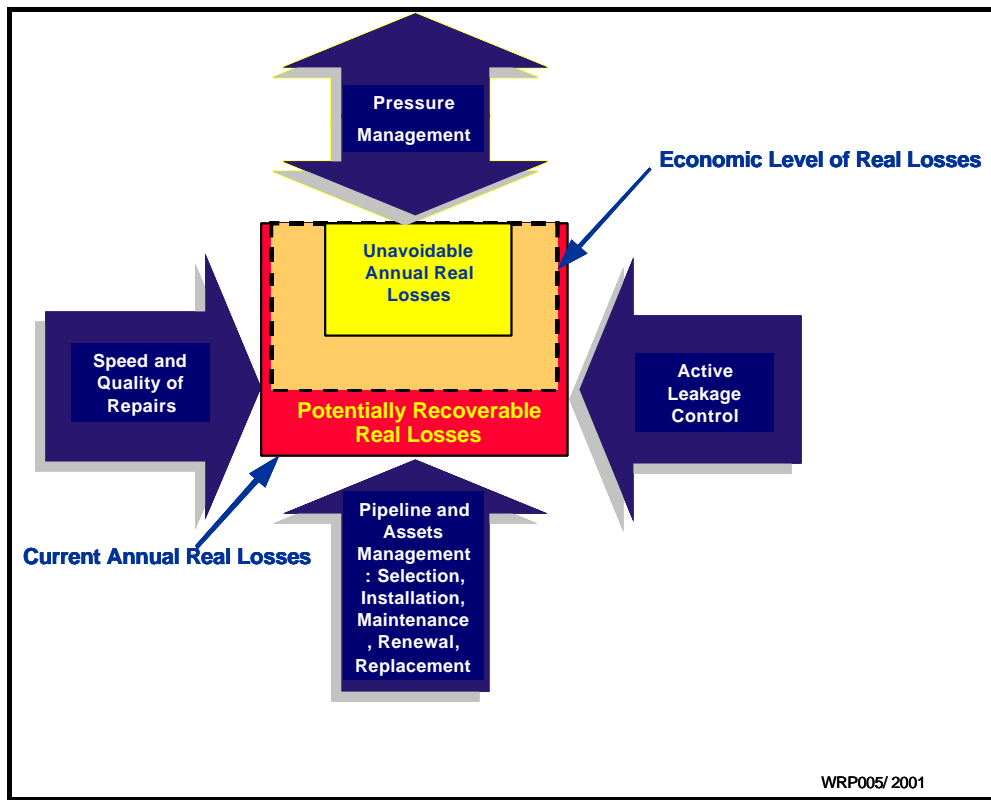 Pressure
Management
Economic Level of Real Losses
Unavoidable
Annual Real
Losses
Speed and
Quality of
Repairs
Active
Leakage
Control
Potentially Recoverable
Real Losses
Current Annual Real Losses
Pipeline and
Assets
Management
: Selection,
Installation,
Maintenance
, Renewal,
Replacement
WRP005/ 2001